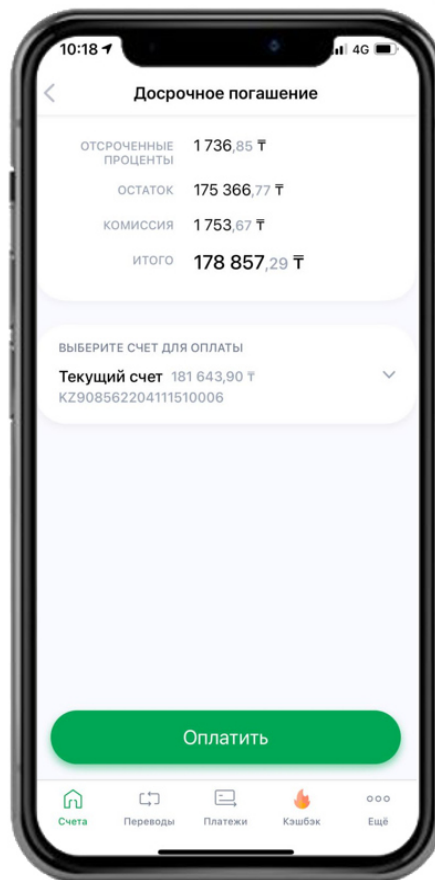 10:18
4G
Досрочное погашение
ОТСРОЧЕННЫЕ ПРОЦЕНТЫ 1 736,85 ₸
ОСТАТОК 175 366,77 ₸
КОМИССИЯ 1 753,67 ₸
ИТОГО 178 857,29 ₸
ВЫБЕРИТЕ СЧЕТ ДЛЯ ОПЛАТЫ
Текущий счет 181 643,90 ₸
KZ908562204111510006
Оплатить
Счета Переводы Платежи Кэшбэк Ещё